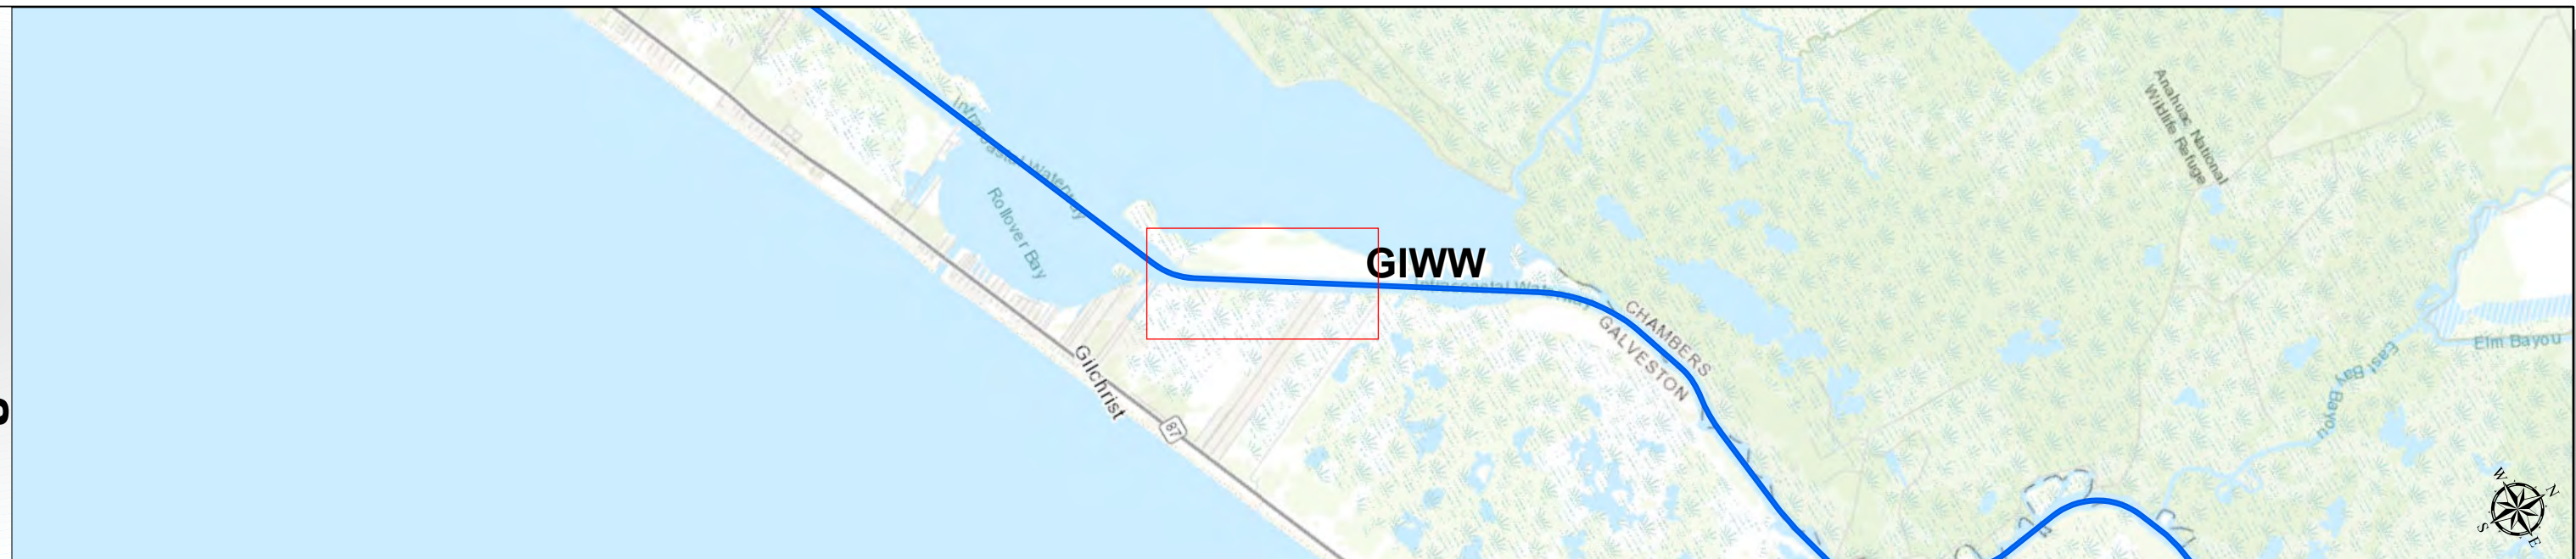 Intracoastal Waterway
Rollover Bay
GIWW
Intracoastal Waterway
CHAMBERS
GALVESTON
Gilchrist
87
Anahuac National
Wildlife Refuge
Elm Bayou
East Bay
Bayou
W
N
S
E